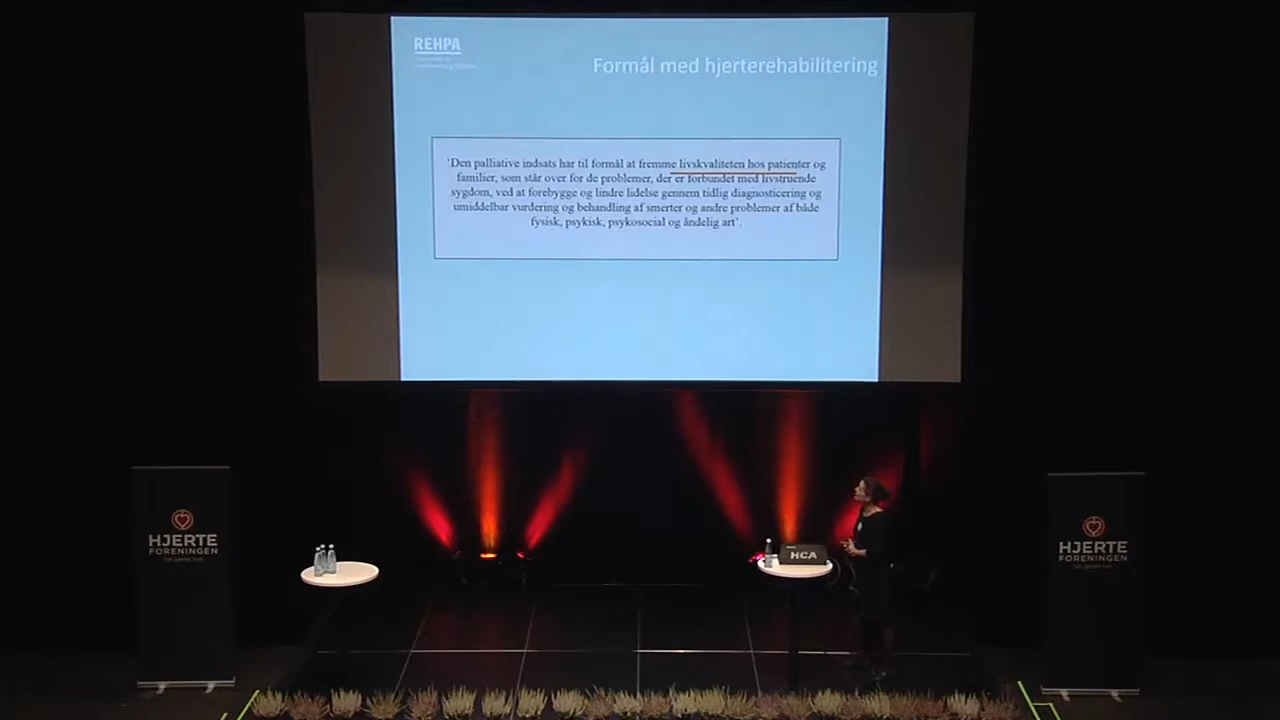 REHPA
Formål med hjerterehabilitering
'Den palliative indsats har til formål at fremme livskvaliteten hos patienter og
familier, som står over for de problemer, der er forbundet med livstruende
sygdom, ved at forebygge og lindre lidelse gennem tidlig diagnosticering og
umiddelbar vurdering og behandling af smerter og andre problemer af både
fysisk, psykisk, psykosocial og åndelig art'.
HJERTE
FORENINGEN
HCA
HJERTE
FORENINGEN